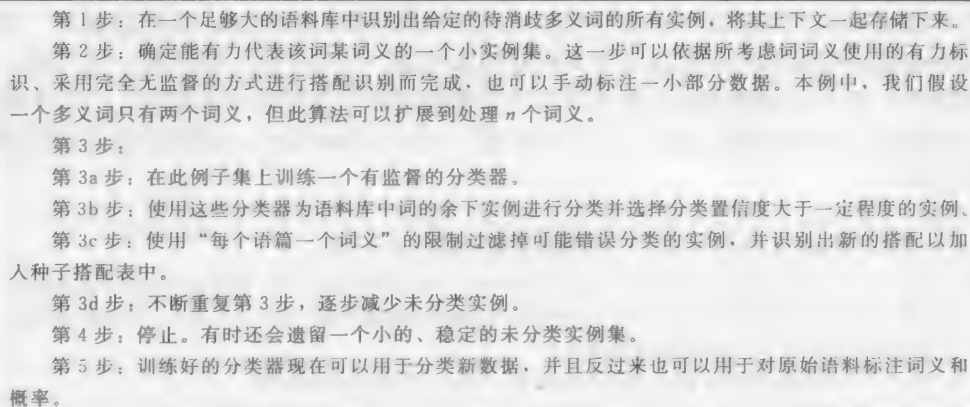 第 1 步：在一个足够大的语料库中识别出给定的待消歧多义词的所有实例，将其上下文一起存储下来。
第 2 步：确定能有力代表该词某词义的一个小实例集。这一步可以依据所考虑词词义使用的有力标
识、采用完全无监督的方式进行搭配识别而完成，也可以手动标注一小部分数据。本例中，我们假设
一个多义词只有两个词义，但此算法可以扩展到处理 n 个词义。
第 3 步：
第 3a 步：在此例子集上训练一个有监督的分类器。
第 3b 步：使用这些分类器为语料库中词的余下实例进行分类并选择分类置信度大于一定程度的实例。
第 3c 步：使用“每个语篇一个词义”的限制过滤掉可能错误分类的实例，并识别出新的搭配以加
入种子搭配表中。
第 3d 步：不断重复第 3 步，逐步减少未分类实例。
第 4 步：停止。有时还会遗留一个小的、稳定的未分类实例集。
第 5 步：训练好的分类器现在可以用于分类新数据，并且反过来也可以用于对原始语料标注词义和
概率。